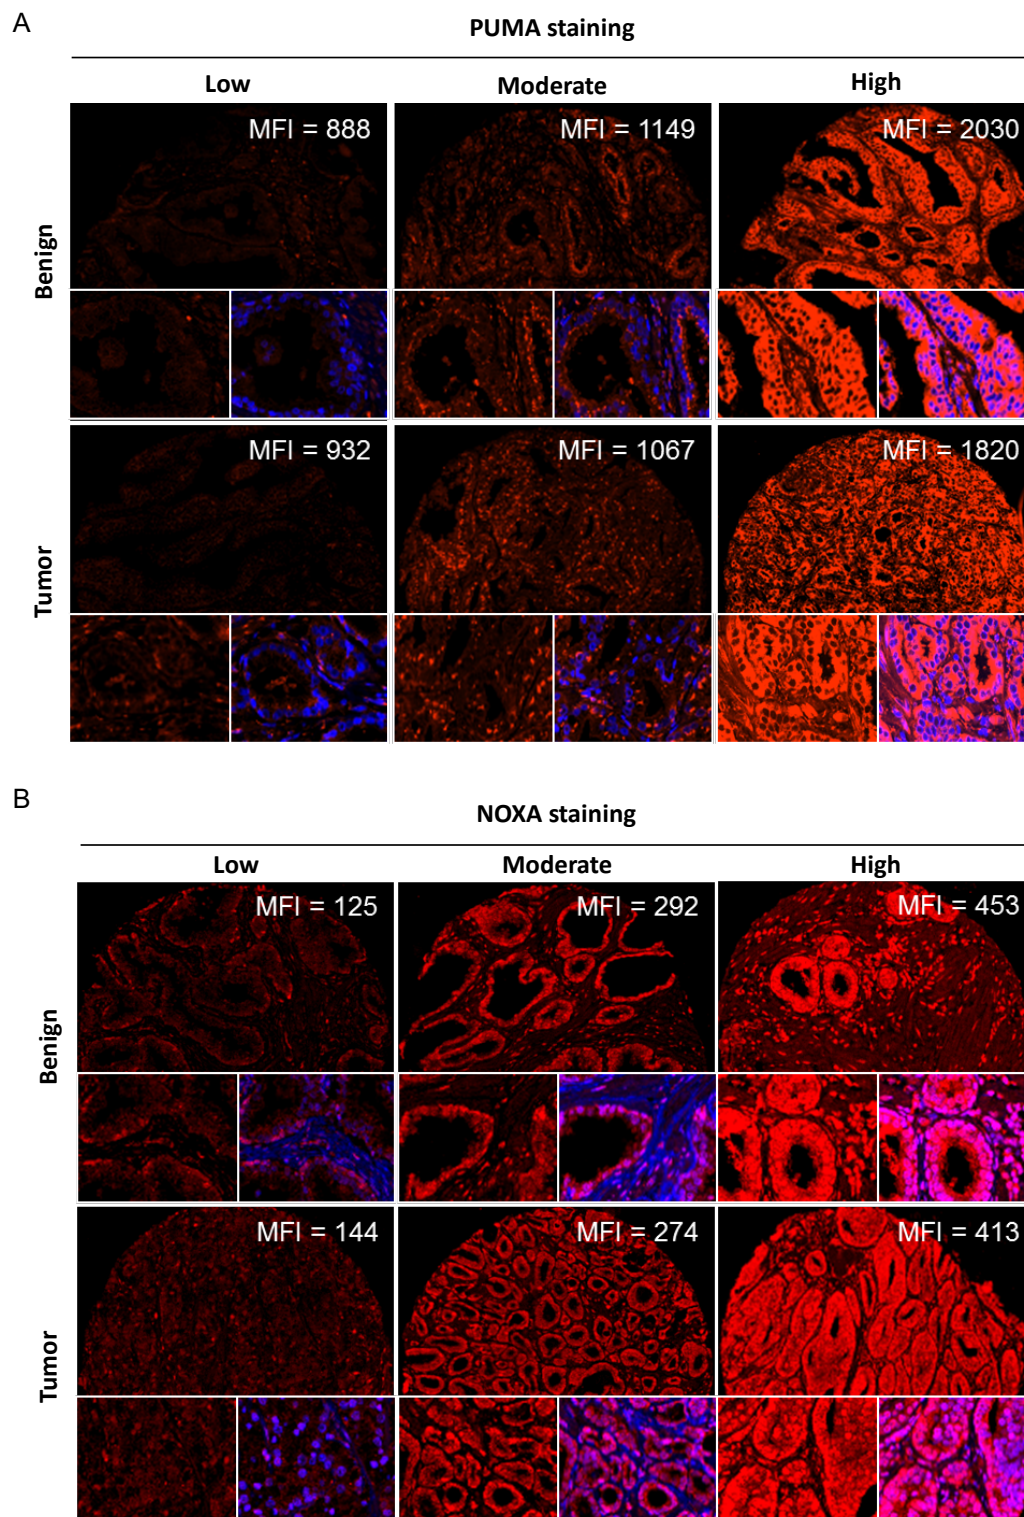 A
PUMA staining
Low Moderate High
Benign
MFI = 888 MFI = 1149 MFI = 2030
Tumor
MFI = 932 MFI = 1067 MFI = 1820
B
NOXA staining
Low Moderate High
Benign
MFI = 125 MFI = 292 MFI = 453
Tumor
MFI = 144 MFI = 274 MFI = 413